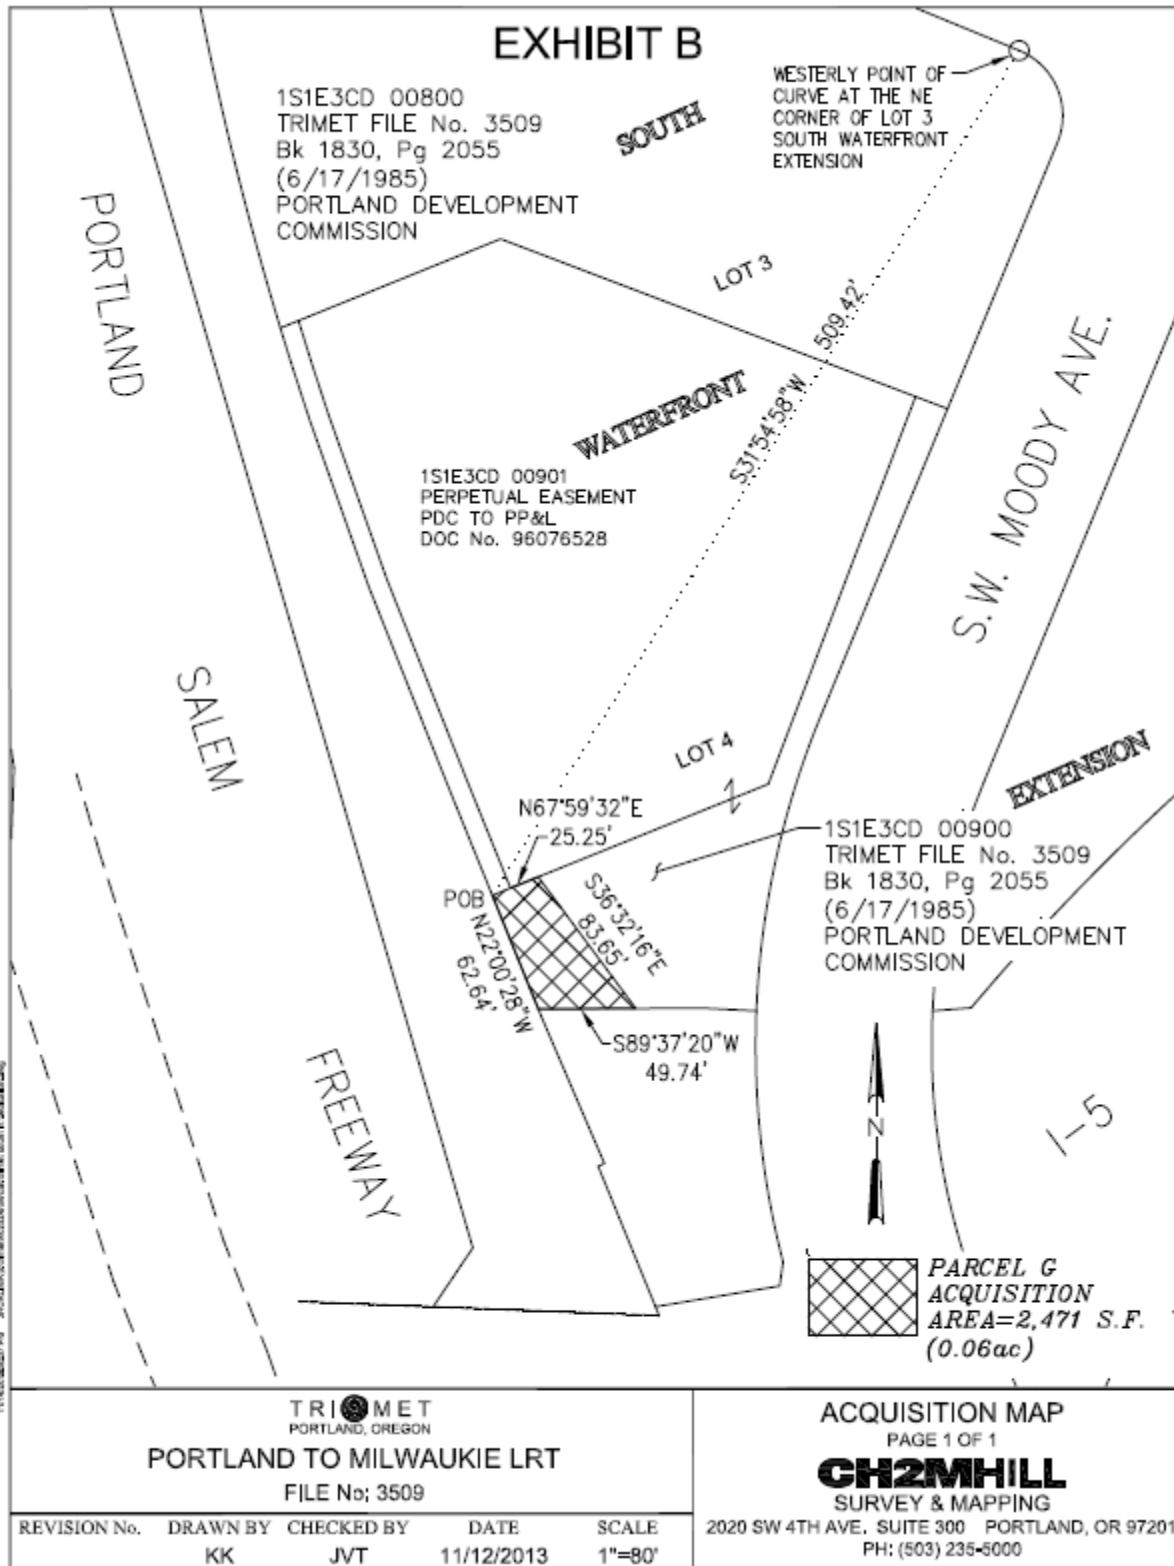 EXHIBIT B
1S1E3CD 00800
TRIMET FILE No. 3509
Bk 1830, Pg 2055
(6/17/1985)
PORTLAND DEVELOPMENT
COMMISSION
SOUTH
WESTERLY POINT OF
CURVE AT THE NE
CORNER OF LOT 3
SOUTH WATERFRONT
EXTENSION
PORTLAND
LOT 3
509.42'
S31°54'58"W
WATERFRONT
S.W. MOODY AVE.
1S1E3CD 00901
PERPETUAL EASEMENT
PDC TO PP&L
DOC No. 96076528
SALEM
LOT 4
EXTENSION
N67°59'32"E
25.25'
1S1E3CD 00900
TRIMET FILE No. 3509
Bk 1830, Pg 2055
(6/17/1985)
PORTLAND DEVELOPMENT
COMMISSION
POB
S36°32'16"E
83.65'
N22°00'28"W
62.64'
S89°37'20"W
49.74'
FREEWAY
N
I-5
PARCEL G
ACQUISITION
AREA=2,471 S.F.
(0.06ac)
TRI MET
PORTLAND, OREGON
PORTLAND TO MILWAUKIE LRT
FILE No; 3509
REVISION No. DRAWN BY CHECKED BY DATE SCALE
KK JVT 11/12/2013 1"=80'
ACQUISITION MAP
PAGE 1 OF 1
CH2MHILL
SURVEY & MAPPING
2020 SW 4TH AVE. SUITE 300 PORTLAND, OR 97201
PH: (503) 235-5000